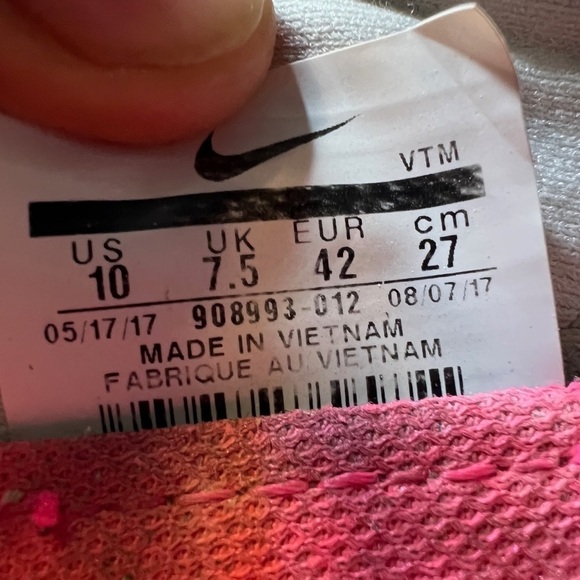 VTM
US UK EUR cm
10 7.5 42 27
05/17/17 908993-012 08/07/17
MADE IN VIETNAM
FABRIQUE AU VIETNAM